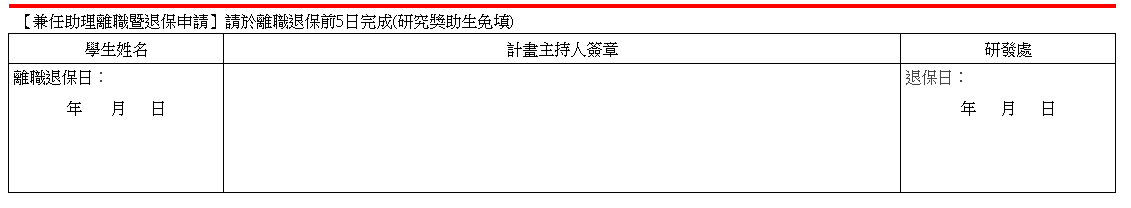 【兼任助理離職暨退保申請】請於離職退保前5日完成(研究獎助生免填)
學生姓名 計畫主持人簽章 研發處
離職退保日： 退保日：
年 月 日 年 月 日